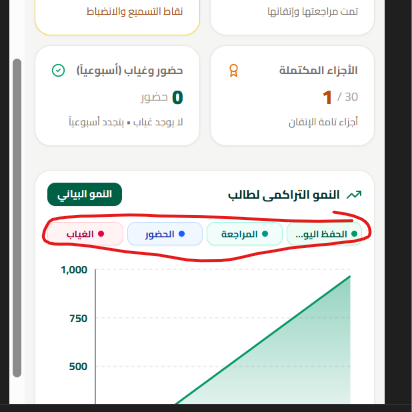 تمت مراجعتها وإتقانها
نقاط التسميع والانضباط
الأجزاء المكتملة
1 / 30
أجزاء تامة الإتقان
حضور وغياب (أسبوعياً)
0 حضور
لا يوجد غياب • يتجدد أسبوعياً
النمو التراكمي لطالب
النمو البياني
الحفظ اليو...
المراجعة
الحضور
الغياب
1,000
750
500